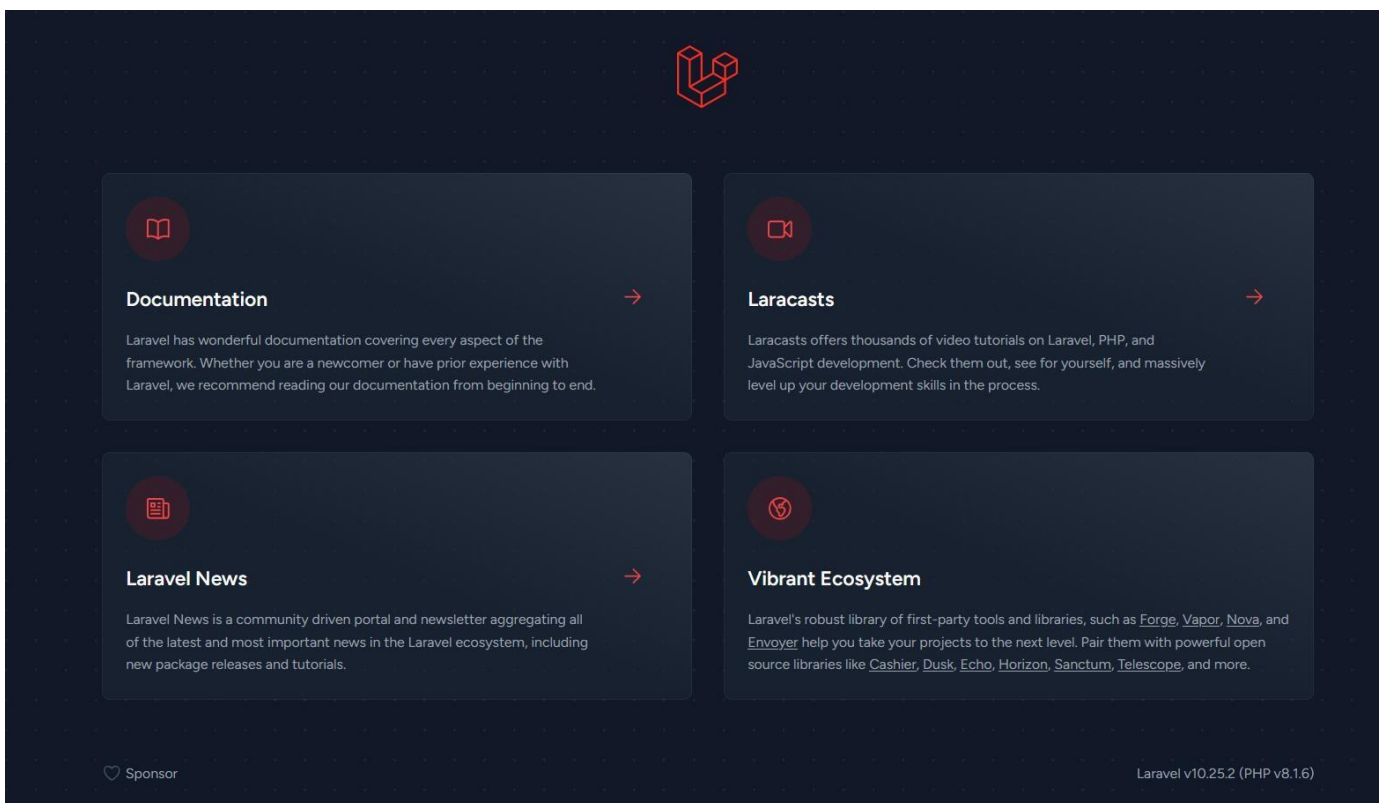 Documentation
Laravel has wonderful documentation covering every aspect of the
framework. Whether you are a newcomer or have prior experience with
Laravel, we recommend reading our documentation from beginning to end.
Laracasts
Laracasts offers thousands of video tutorials on Laravel, PHP, and
JavaScript development. Check them out, see for yourself, and massively
level up your development skills in the process.
Laravel News
Laravel News is a community driven portal and newsletter aggregating all
of the latest and most important news in the Laravel ecosystem, including
new package releases and tutorials.
Vibrant Ecosystem
Laravel's robust library of first-party tools and libraries, such as Forge, Vapor, Nova, and
Envoyer help you take your projects to the next level. Pair them with powerful open
source libraries like Cashier, Dusk, Echo, Horizon, Sanctum, Telescope, and more.
Sponsor
Laravel v10.25.2 (PHP v8.1.6)